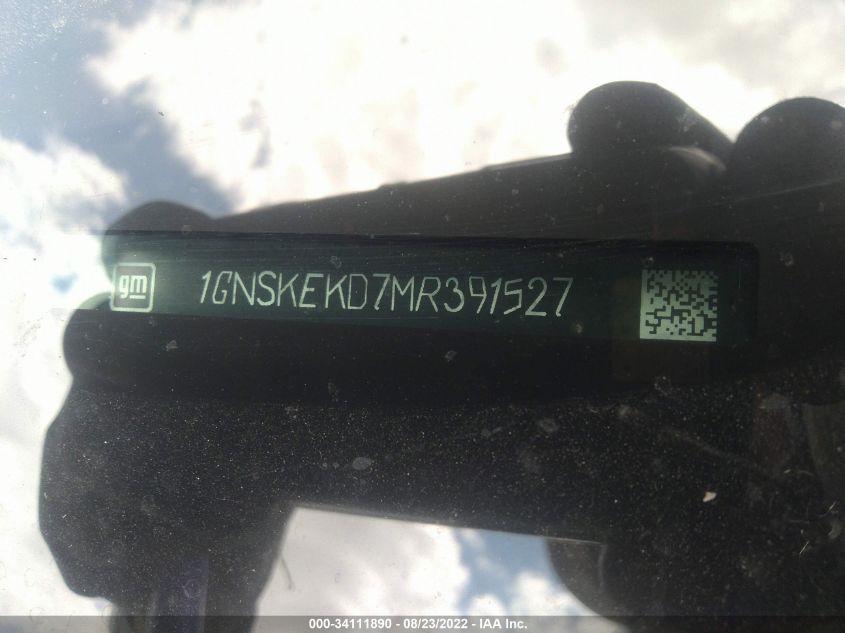 gm 1GNSKEKD7MR391527
000-34111890 - 08/23/2022 - IAA Inc.